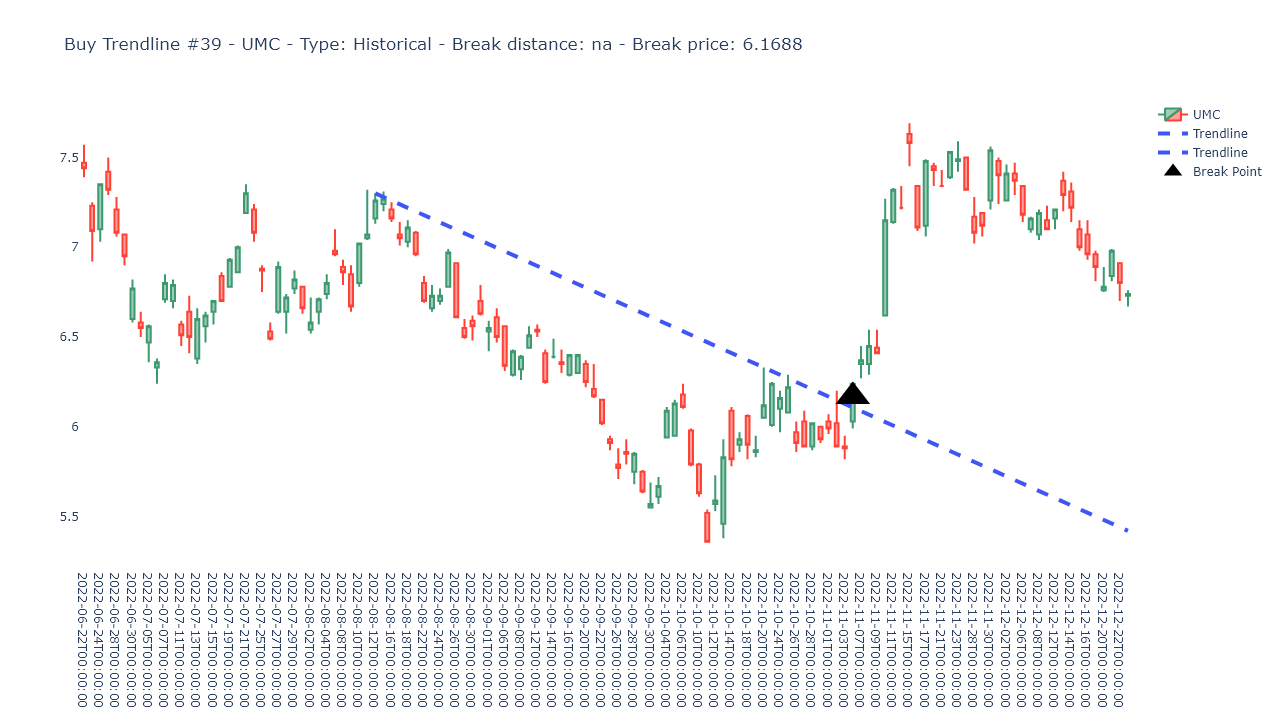 Buy Trendline #39 - UMC - Type: Historical - Break distance: na - Break price: 6.1688
UMC
Trendline
Trendline
Break Point
7.5
7
6.5
6
5.5
2022-06-22T00:00:00
2022-06-24T00:00:00
2022-06-28T00:00:00
2022-06-30T00:00:00
2022-07-05T00:00:00
2022-07-07T00:00:00
2022-07-11T00:00:00
2022-07-13T00:00:00
2022-07-15T00:00:00
2022-07-19T00:00:00
2022-07-21T00:00:00
2022-07-25T00:00:00
2022-07-27T00:00:00
2022-07-29T00:00:00
2022-08-02T00:00:00
2022-08-04T00:00:00
2022-08-08T00:00:00
2022-08-10T00:00:00
2022-08-12T00:00:00
2022-08-16T00:00:00
2022-08-18T00:00:00
2022-08-22T00:00:00
2022-08-24T00:00:00
2022-08-26T00:00:00
2022-08-30T00:00:00
2022-09-01T00:00:00
2022-09-06T00:00:00
2022-09-08T00:00:00
2022-09-12T00:00:00
2022-09-14T00:00:00
2022-09-16T00:00:00
2022-09-20T00:00:00
2022-09-22T00:00:00
2022-09-26T00:00:00
2022-09-28T00:00:00
2022-09-30T00:00:00
2022-10-04T00:00:00
2022-10-06T00:00:00
2022-10-10T00:00:00
2022-10-12T00:00:00
2022-10-14T00:00:00
2022-10-18T00:00:00
2022-10-20T00:00:00
2022-10-24T00:00:00
2022-10-26T00:00:00
2022-10-28T00:00:00
2022-11-01T00:00:00
2022-11-03T00:00:00
2022-11-07T00:00:00
2022-11-09T00:00:00
2022-11-11T00:00:00
2022-11-15T00:00:00
2022-11-17T00:00:00
2022-11-21T00:00:00
2022-11-23T00:00:00
2022-11-28T00:00:00
2022-11-30T00:00:00
2022-12-02T00:00:00
2022-12-06T00:00:00
2022-12-08T00:00:00
2022-12-12T00:00:00
2022-12-14T00:00:00
2022-12-16T00:00:00
2022-12-20T00:00:00
2022-12-22T00:00:00